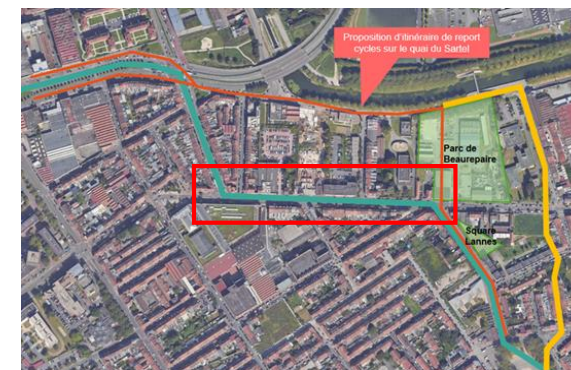 Proposition d'itinéraire de report
cycles sur le quai du Sartel
Parc de
Beaurepaire
Square
Lannes